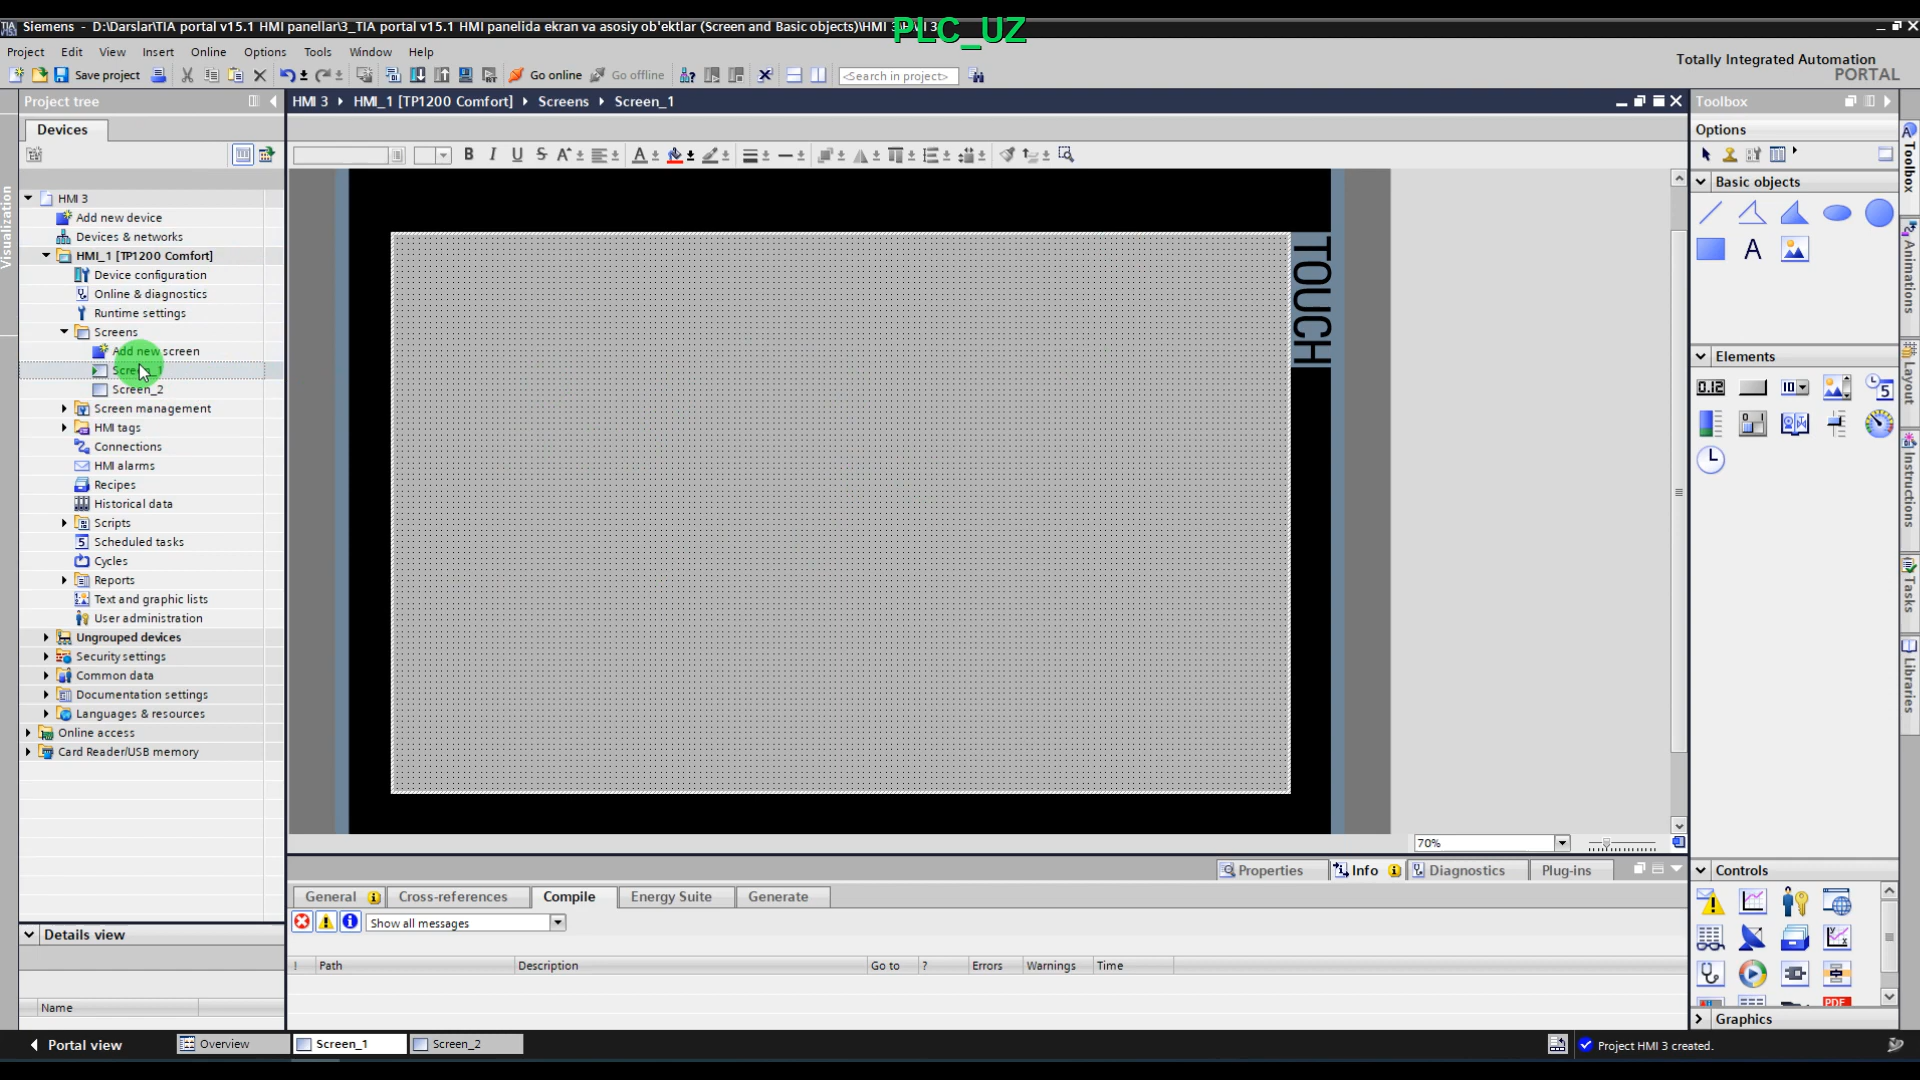 PLC_UZ
Siemens - D:\Darslar\TIA portal v15.1 HMI panellar\3_TIA portal v15.1 HMI panelida ekran va asosiy ob'ektlar (Screen and Basic objects)\HMI 3\HMI 3
Project Edit View Insert Online Options Tools Window Help
Totally Integrated Automation
PORTAL
Save project Go online Go offline <Search in project>
Project tree
HMI 3 HMI_1 [TP1200 Comfort] Screens Screen_1
Toolbox
Devices
Options
HMI 3
Add new device
Devices & networks
HMI_1 [TP1200 Comfort]
Device configuration
Online & diagnostics
Runtime settings
Screens
Add new screen
Screen_1
Screen_2
Screen management
HMI tags
Connections
HMI alarms
Recipes
Historical data
Scripts
Scheduled tasks
Cycles
Reports
Text and graphic lists
User administration
Ungrouped devices
Security settings
Common data
Documentation settings
Languages & resources
Online access
Card Reader/USB memory
Details view
Name
Visualization
TOUCH
70%
Properties Info Diagnostics Plug-ins
General Cross-references Compile Energy Suite Generate
Show all messages
! Path Description Go to ? Errors Warnings Time
Basic objects
Elements
Controls
Graphics
Toolbox
Animations
Layout
Instructions
Tasks
Libraries
Portal view Overview Screen_1 Screen_2 Project HMI 3 created.